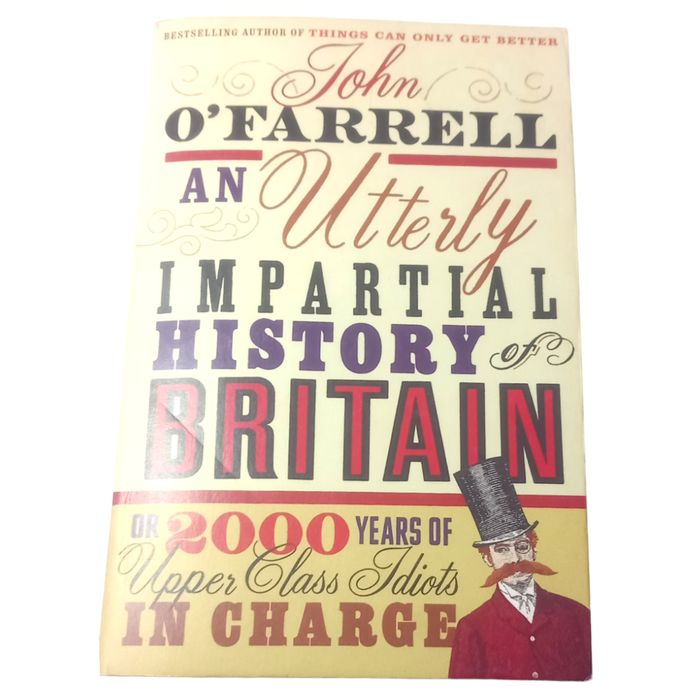 BESTSELLING AUTHOR OF THINGS CAN ONLY GET BETTER
John
O'FARRELL
AN Utterly
IMPARTIAL
HISTORY of
BRITAIN
OR 2000 YEARS OF
Upper Class Idiots
IN CHARGE